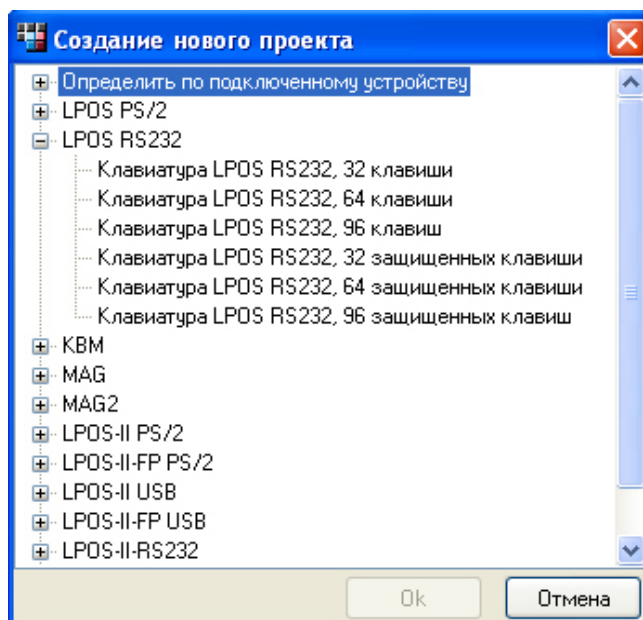 Создание нового проекта
Определить по подключенному устройству
LPOS PS/2
LPOS RS232
Клавиатура LPOS RS232, 32 клавиши
Клавиатура LPOS RS232, 64 клавиши
Клавиатура LPOS RS232, 96 клавиш
Клавиатура LPOS RS232, 32 защищенных клавиши
Клавиатура LPOS RS232, 64 защищенных клавиши
Клавиатура LPOS RS232, 96 защищенных клавиш
KBM
MAG
MAG2
LPOS-II PS/2
LPOS-II-FP PS/2
LPOS-II USB
LPOS-II-FP USB
LPOS-II-RS232
Ok Отмена